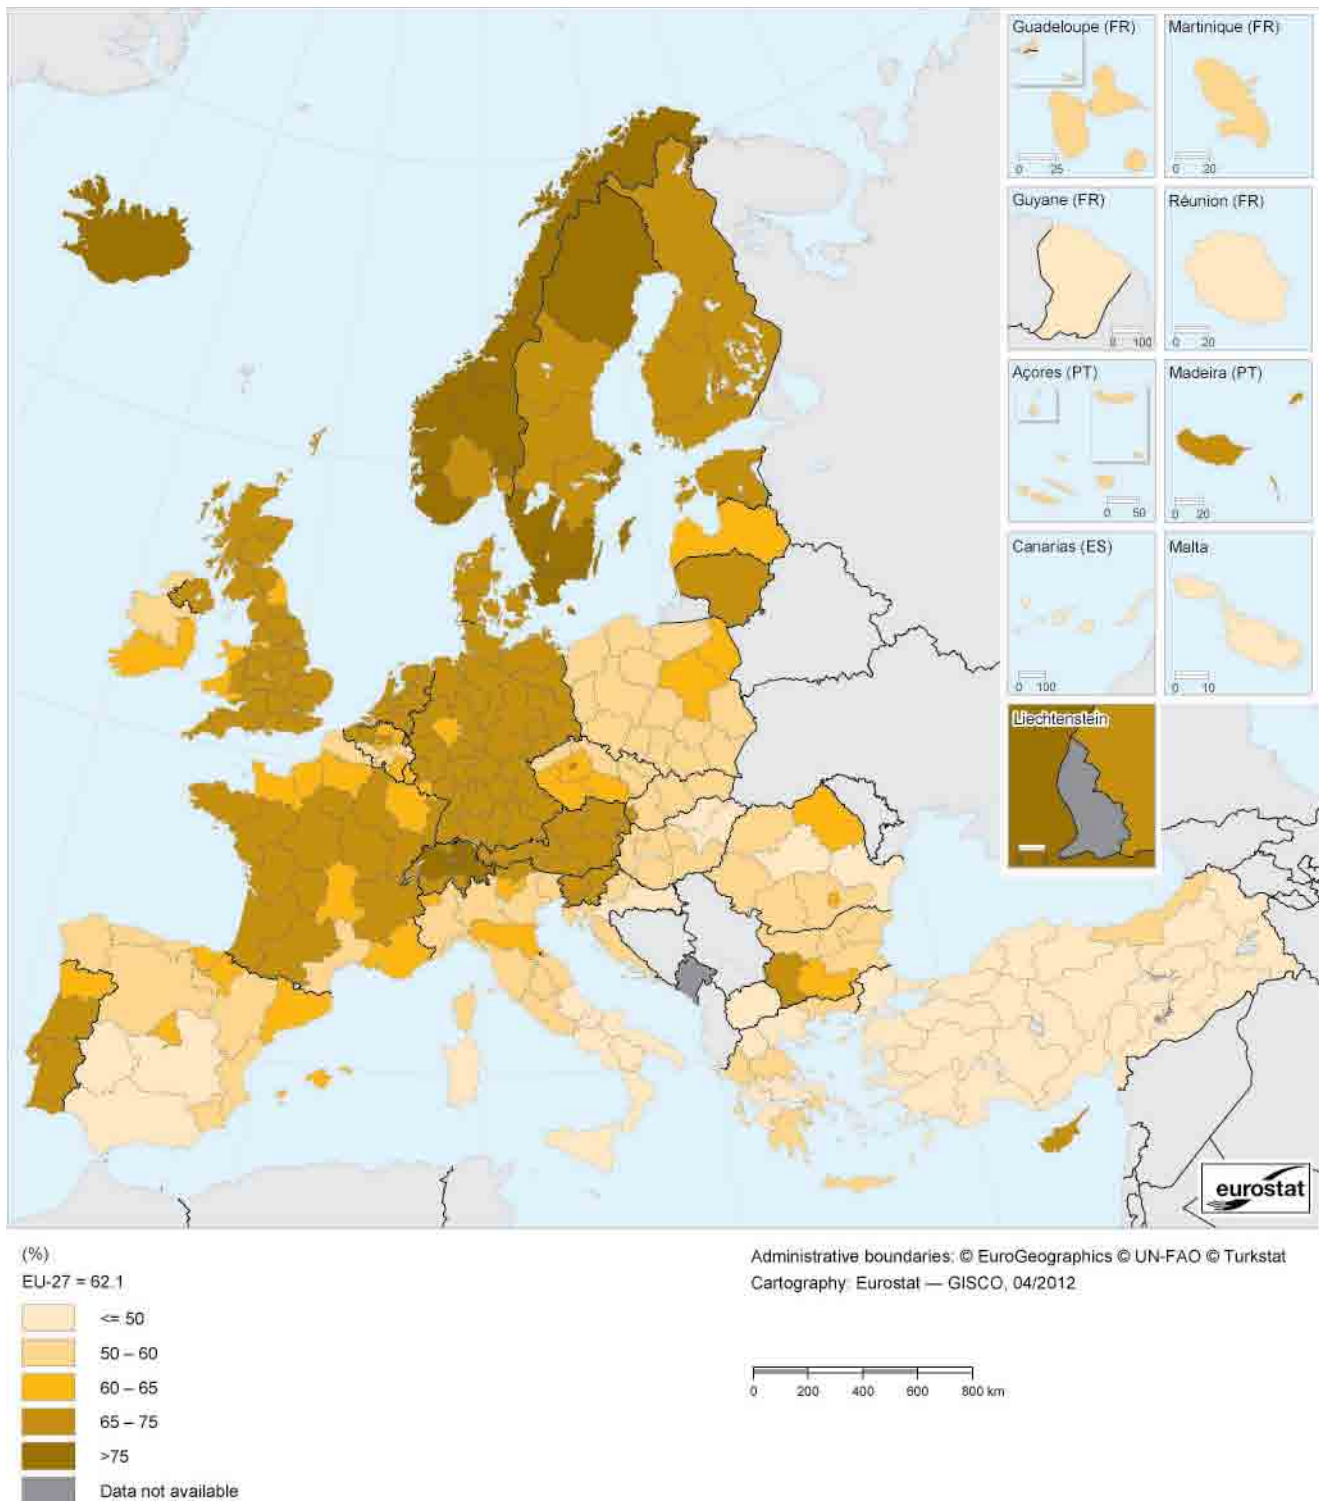 Guadeloupe (FR)
Martinique (FR)
0 25
0 20
Guyane (FR)
Réunion (FR)
0 100
0 20
Açores (PT)
Madeira (PT)
0 50
0 20
Canarias (ES)
Malta
0 100
0 10
Liechtenstein
eurostat
(%)
EU-27 = 62.1
<= 50
50 – 60
60 – 65
65 – 75
>75
Data not available
Administrative boundaries: © EuroGeographics © UN-FAO © Turkstat
Cartography: Eurostat — GISCO, 04/2012
0 200 400 600 800 km